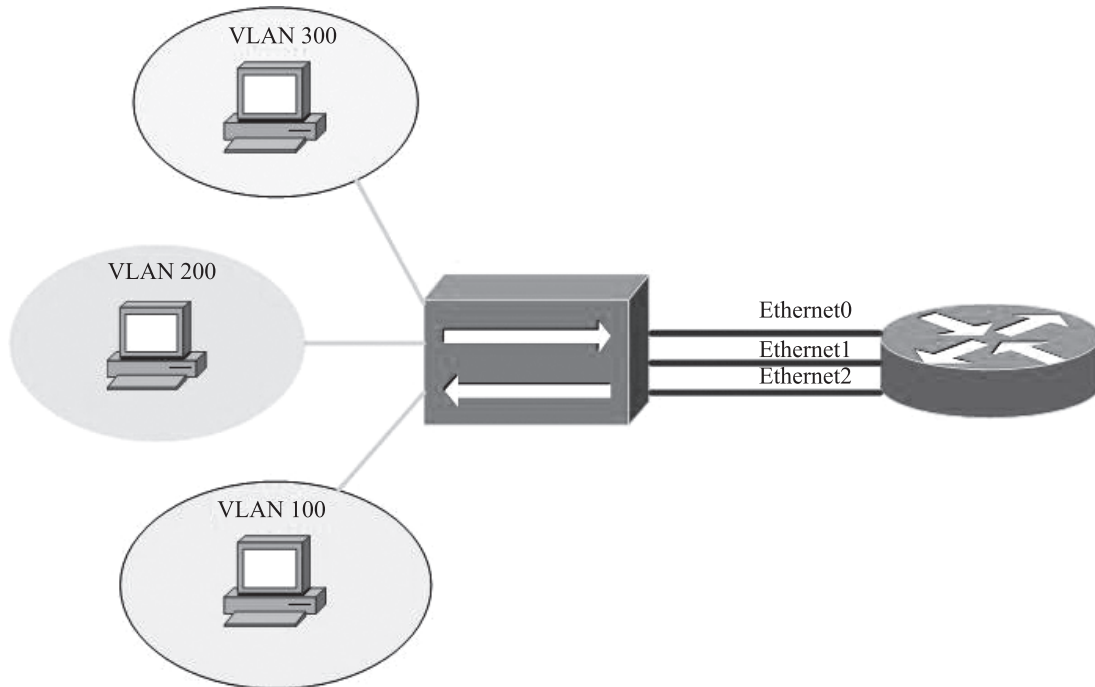 VLAN 300
VLAN 200
Ethernet0
Ethernet1
Ethernet2
VLAN 100